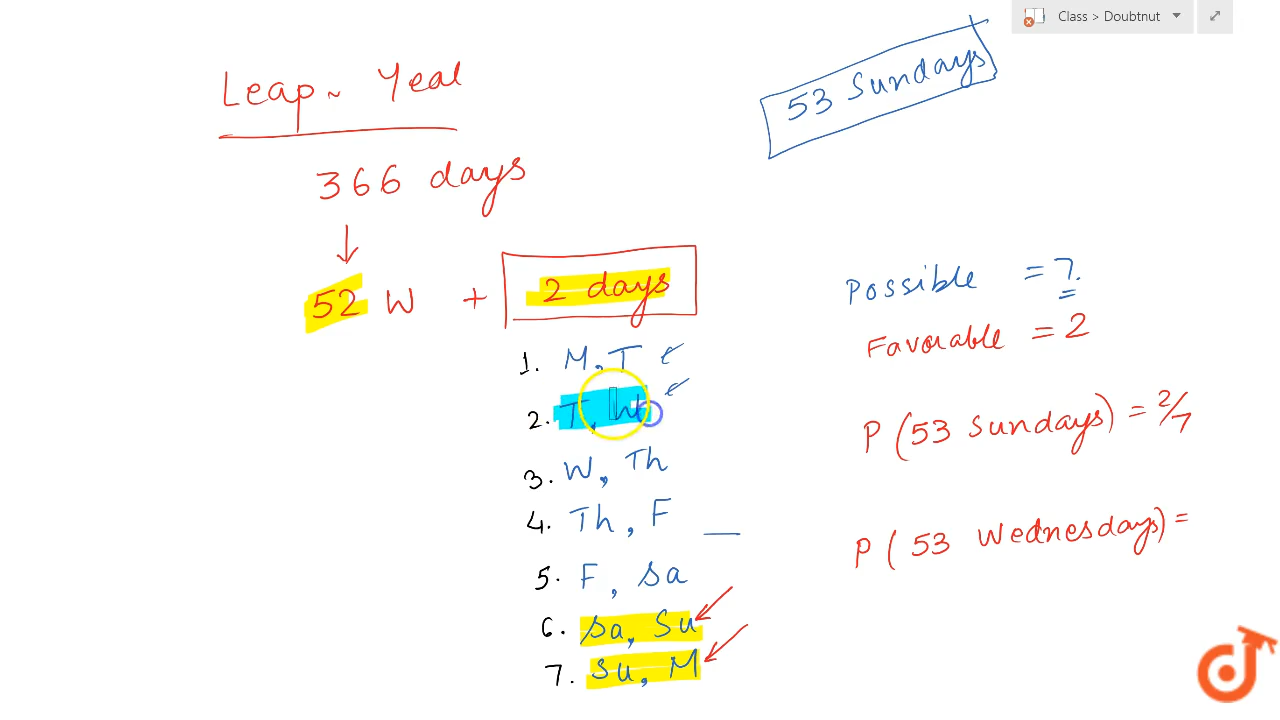 Class > Doubtnut
53 Sundays
Leap Year
366 days
↓
52 W + 2 days
1. M, T
2. T, W
3. W, Th
4. Th, F
5. F, Sa
6. Sa, Su
7. Su, M
Possible = 7.
Favorable = 2
P (53 Sundays) = 2/7
P (53 Wednesdays) =